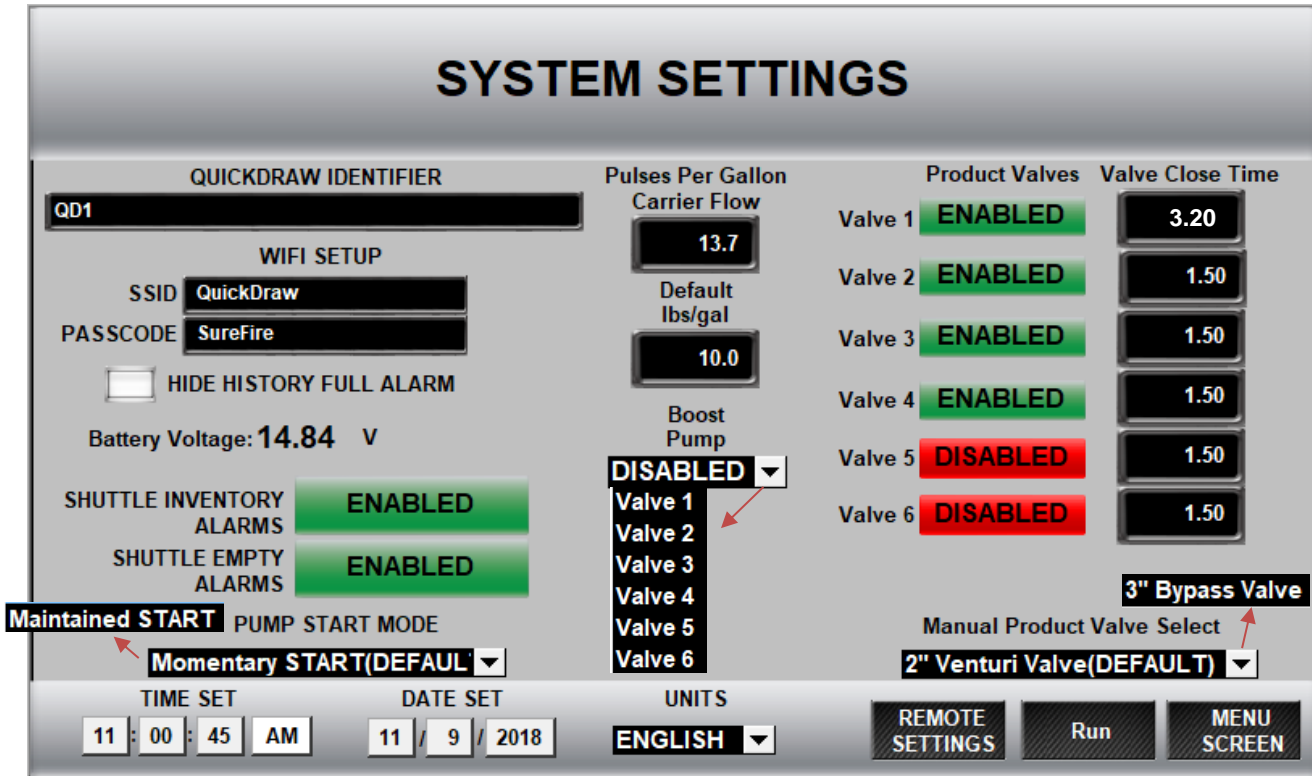 SYSTEM SETTINGS
QUICKDRAW IDENTIFIER
QD1
WIFI SETUP
SSID QuickDraw
PASSCODE SureFire
HIDE HISTORY FULL ALARM
Battery Voltage: 14.84 V
SHUTTLE INVENTORY
ALARMS
ENABLED
SHUTTLE EMPTY
ALARMS
ENABLED
Maintained START
PUMP START MODE
Momentary START(DEFAUL
Pulses Per Gallon
Carrier Flow
13.7
Default
lbs/gal
10.0
Boost
Pump
DISABLED
Valve 1
Valve 2
Valve 3
Valve 4
Valve 5
Valve 6
Product Valves Valve Close Time
Valve 1 ENABLED 3.20
Valve 2 ENABLED 1.50
Valve 3 ENABLED 1.50
Valve 4 ENABLED 1.50
Valve 5 DISABLED 1.50
Valve 6 DISABLED 1.50
3" Bypass Valve
Manual Product Valve Select
2" Venturi Valve(DEFAULT)
TIME SET
11 : 00 : 45 AM
DATE SET
11 / 9 / 2018
UNITS
ENGLISH
REMOTE
SETTINGS
Run
MENU
SCREEN